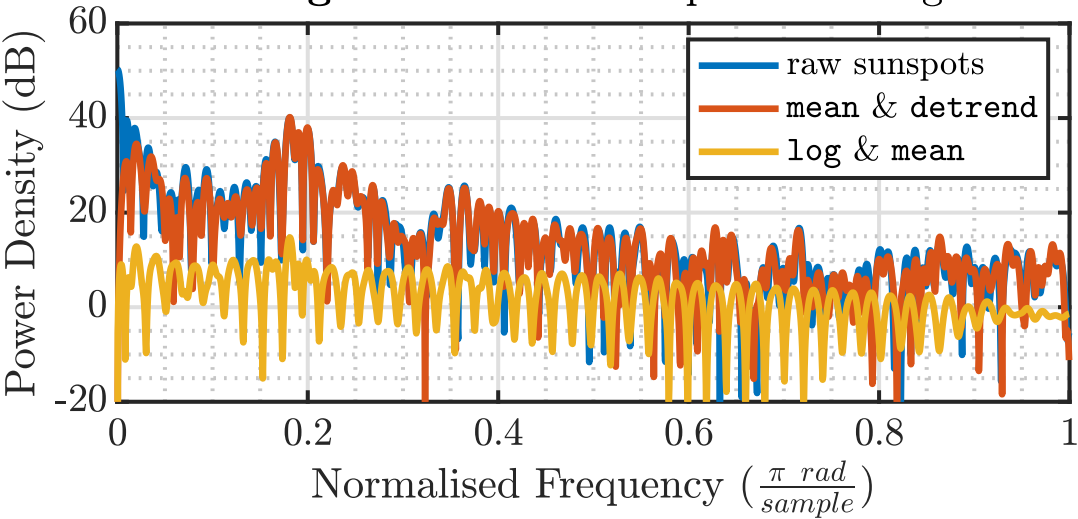 60
40
20
0
-20
Power Density (dB)
raw sunspots
mean & detrend
log & mean
0 0.2 0.4 0.6 0.8 1
Normalised Frequency (π rad/sample)